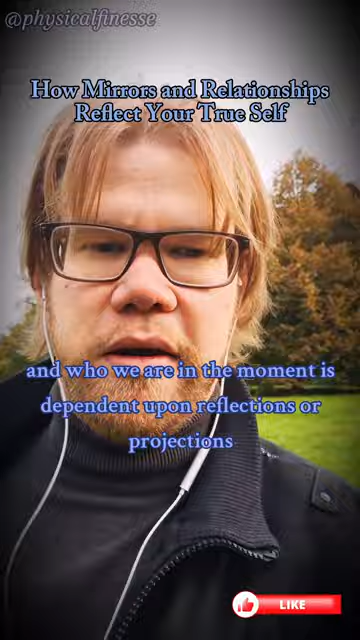 @physicalfinesse
How Mirrors and Relationships
Reflect Your True Self
and who we are in the moment is
dependent upon reflections or
projections
LIKE